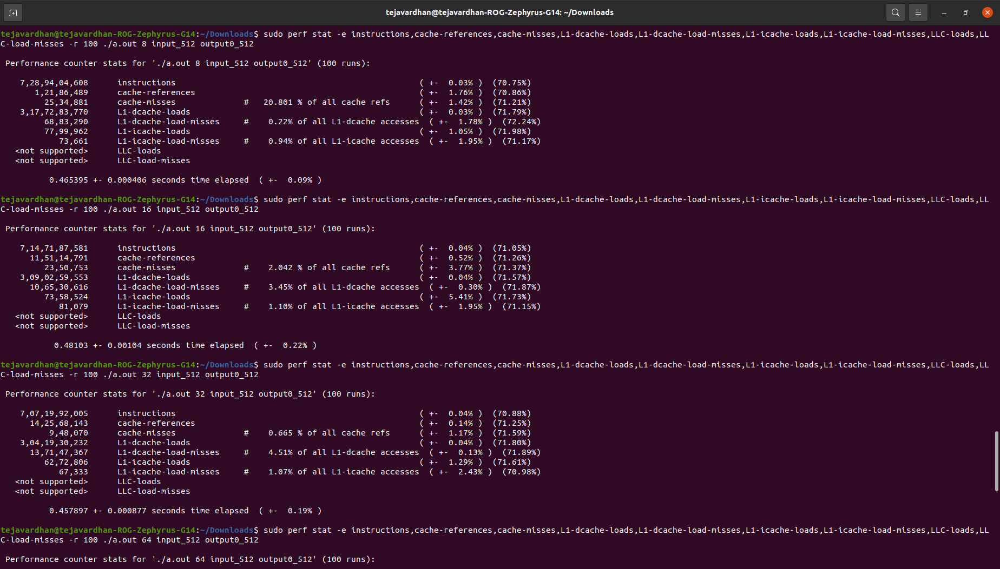 tejavardhan@tejavardhan-ROG-Zephyrus-G14: ~/Downloads
tejavardhan@tejavardhan-ROG-Zephyrus-G14:~/Downloads$ sudo perf stat -e instructions,cache-references,cache-misses,L1-dcache-loads,L1-dcache-load-misses,L1-icache-loads,L1-icache-load-misses,LLC-loads,LL
C-load-misses -r 100 ./a.out 8 input_512 output0_512
Performance counter stats for './a.out 8 input_512 output0_512' (100 runs):
7,28,94,04,608 instructions ( +- 0.03% ) (70.75%)
1,21,86,489 cache-references ( +- 1.76% ) (70.86%)
25,34,881 cache-misses # 20.801 % of all cache refs ( +- 1.42% ) (71.21%)
3,17,72,83,770 L1-dcache-loads ( +- 0.03% ) (71.79%)
68,83,290 L1-dcache-load-misses # 0.22% of all L1-dcache accesses ( +- 1.78% ) (72.24%)
77,99,962 L1-icache-loads ( +- 1.05% ) (71.98%)
73,661 L1-icache-load-misses # 0.94% of all L1-icache accesses ( +- 1.95% ) (71.17%)
<not supported> LLC-loads
<not supported> LLC-load-misses
0.465395 +- 0.000406 seconds time elapsed ( +- 0.09% )
tejavardhan@tejavardhan-ROG-Zephyrus-G14:~/Downloads$ sudo perf stat -e instructions,cache-references,cache-misses,L1-dcache-loads,L1-dcache-load-misses,L1-icache-loads,L1-icache-load-misses,LLC-loads,LL
C-load-misses -r 100 ./a.out 16 input_512 output0_512
Performance counter stats for './a.out 16 input_512 output0_512' (100 runs):
7,14,71,87,581 instructions ( +- 0.04% ) (71.05%)
11,51,14,791 cache-references ( +- 0.52% ) (71.26%)
23,50,753 cache-misses # 2.042 % of all cache refs ( +- 3.77% ) (71.37%)
3,09,02,59,553 L1-dcache-loads ( +- 0.04% ) (71.57%)
10,65,30,616 L1-dcache-load-misses # 3.45% of all L1-dcache accesses ( +- 0.30% ) (71.87%)
73,58,524 L1-icache-loads ( +- 5.41% ) (71.73%)
81,079 L1-icache-load-misses # 1.10% of all L1-icache accesses ( +- 1.95% ) (71.15%)
<not supported> LLC-loads
<not supported> LLC-load-misses
0.48103 +- 0.00104 seconds time elapsed ( +- 0.22% )
tejavardhan@tejavardhan-ROG-Zephyrus-G14:~/Downloads$ sudo perf stat -e instructions,cache-references,cache-misses,L1-dcache-loads,L1-dcache-load-misses,L1-icache-loads,L1-icache-load-misses,LLC-loads,LL
C-load-misses -r 100 ./a.out 32 input_512 output0_512
Performance counter stats for './a.out 32 input_512 output0_512' (100 runs):
7,07,19,92,005 instructions ( +- 0.04% ) (70.88%)
14,25,68,143 cache-references ( +- 0.14% ) (71.25%)
9,48,070 cache-misses # 0.665 % of all cache refs ( +- 1.17% ) (71.59%)
3,04,19,30,232 L1-dcache-loads ( +- 0.04% ) (71.80%)
13,71,47,367 L1-dcache-load-misses # 4.51% of all L1-dcache accesses ( +- 0.13% ) (71.89%)
62,72,806 L1-icache-loads ( +- 1.29% ) (71.61%)
67,333 L1-icache-load-misses # 1.07% of all L1-icache accesses ( +- 2.43% ) (70.98%)
<not supported> LLC-loads
<not supported> LLC-load-misses
0.457897 +- 0.000877 seconds time elapsed ( +- 0.19% )
tejavardhan@tejavardhan-ROG-Zephyrus-G14:~/Downloads$ sudo perf stat -e instructions,cache-references,cache-misses,L1-dcache-loads,L1-dcache-load-misses,L1-icache-loads,L1-icache-load-misses,LLC-loads,LL
C-load-misses -r 100 ./a.out 64 input_512 output0_512
Performance counter stats for './a.out 64 input_512 output0_512' (100 runs):